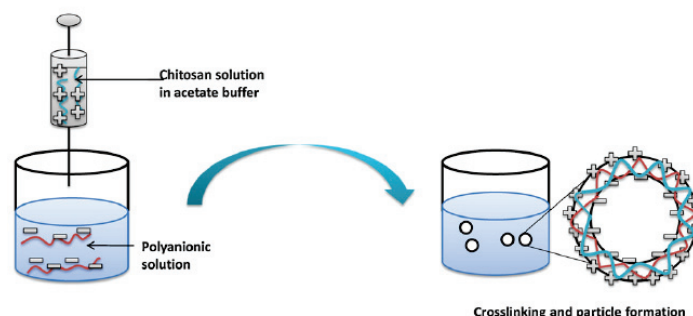 Chitosan solution
in acetate buffer
Polyanionic
solution
Crosslinking and particle formation